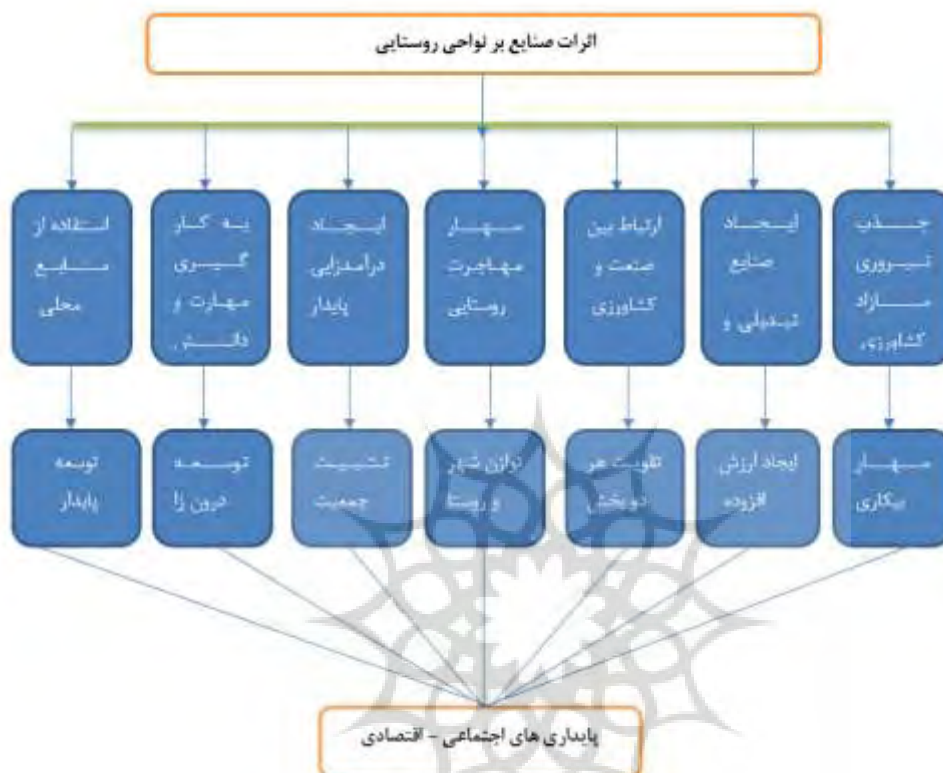 اثرات صنایع بر نواحی روستایی
جذب
نیروری
مازاد
کشاورزی
ایجاد
صنایع
تبدیلی و
ارتباط بین
صنعت و
کشاورزی
مهار
مهاجرت
روستایی
ایجاد
درآمدزایی
پایدار
به کار
گیری
مهارت و
دانش
استفاده از
منابع
محلی
مهار
بیکاری
ایجاد ارزش
افزوده
تقویت هر
دو بخش
توازن شهر
و روستا
تثبیت
جمعیت
توسعه
درون زا
توسعه
پایدار
پایداری های اجتماعی - اقتصادی